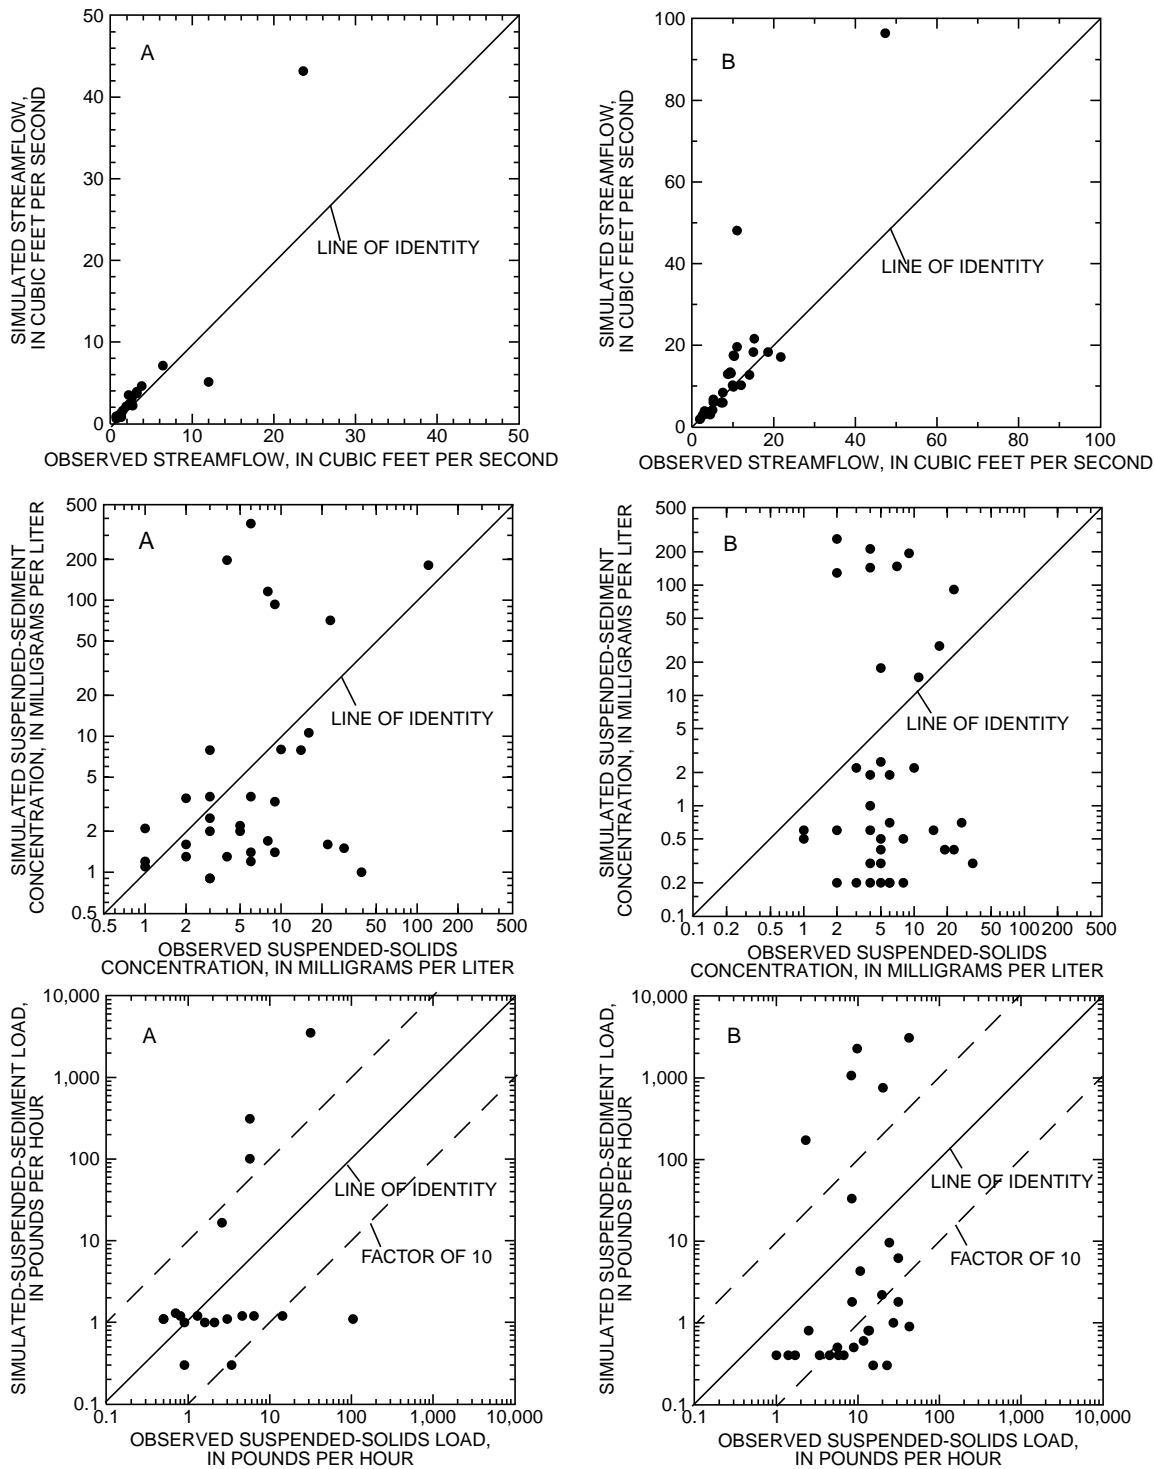 50
40
30
20
10
0
0
10
20
30
40
50
A
SIMULATED STREAMFLOW,
IN CUBIC FEET PER SECOND
LINE OF IDENTITY
OBSERVED STREAMFLOW, IN CUBIC FEET PER SECOND
100
80
60
40
20
0
0
20
40
60
80
100
B
SIMULATED STREAMFLOW,
IN CUBIC FEET PER SECOND
LINE OF IDENTITY
OBSERVED STREAMFLOW, IN CUBIC FEET PER SECOND
500
200
100
50
20
10
5
2
1
0.5
0.5
1
2
5
10
20
50
100
200
500
A
SIMULATED SUSPENDED-SEDIMENT
CONCENTRATION, IN MILLIGRAMS PER LITER
LINE OF IDENTITY
OBSERVED SUSPENDED-SOLIDS
CONCENTRATION, IN MILLIGRAMS PER LITER
500
200
100
50
20
10
5
2
1
0.5
0.2
0.1
0.1
0.2
0.5
1
2
5
10
20
50
100
200
500
B
SIMULATED SUSPENDED-SEDIMENT
CONCENTRATION, IN MILLIGRAMS PER LITER
LINE OF IDENTITY
OBSERVED SUSPENDED-SOLIDS
CONCENTRATION, IN MILLIGRAMS PER LITER
10,000
1,000
100
10
1
0.1
0.1
1
10
100
1,000
10,000
A
SIMULATED-SUSPENDED-SEDIMENT LOAD,
IN POUNDS PER HOUR
LINE OF IDENTITY
FACTOR OF 10
OBSERVED SUSPENDED-SOLIDS LOAD,
IN POUNDS PER HOUR
10,000
1,000
100
10
1
0.1
0.1
1
10
100
1,000
10,000
B
SIMULATED SUSPENDED-SEDIMENT LOAD,
IN POUNDS PER HOUR
LINE OF IDENTITY
FACTOR OF 10
OBSERVED SUSPENDED-SOLIDS LOAD,
IN POUNDS PER HOUR